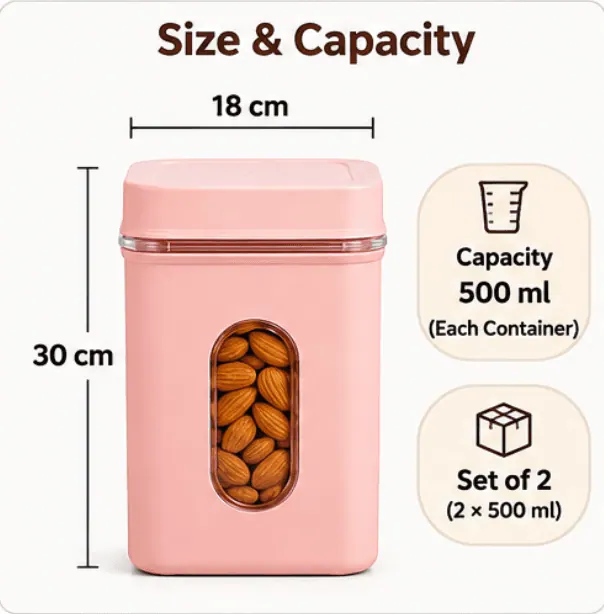 Size & Capacity
18 cm
30 cm
Capacity
500 ml
(Each Container)
Set of 2
(2 × 500 ml)